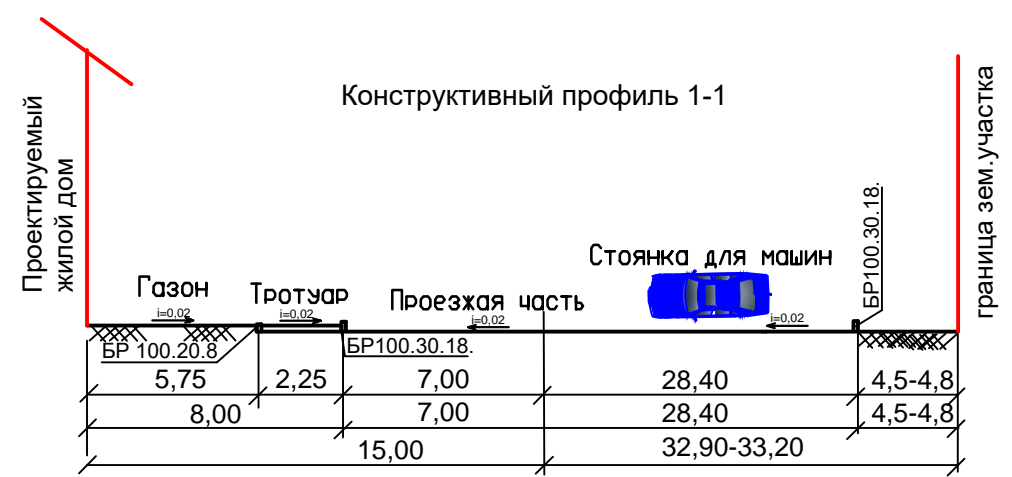 Конструктивный профиль 1-1
Проектируемый
жилой дом
граница зем.участка
БР100.30.18.
Стоянка для машин
Газон
Тротуар
Проезжая часть
i=0,02
i=0,02
i=0,02
i=0,02
БР 100.20.8
БР100.30.18.
5,75
2,25
7,00
28,40
4,5-4,8
8,00
7,00
28,40
4,5-4,8
15,00
32,90-33,20